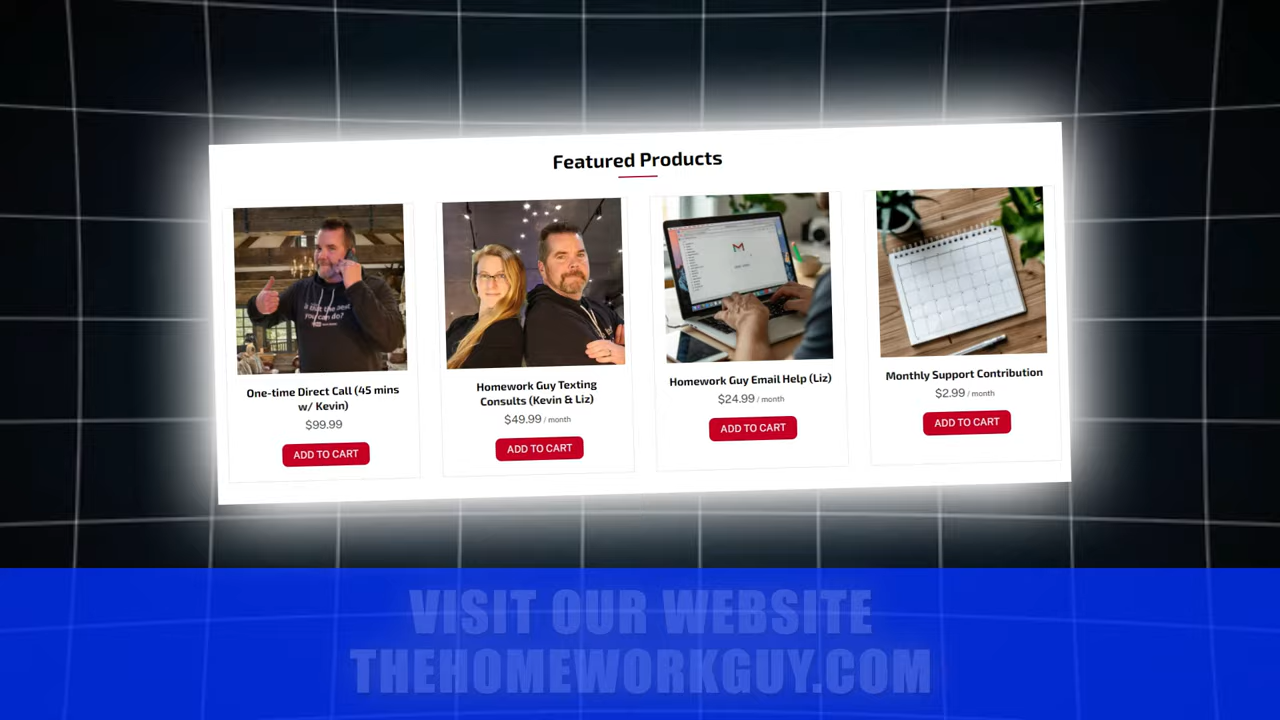 Featured Products
One-time Direct Call (45 mins
w/ Kevin)
$99.99
ADD TO CART
Homework Guy Texting
Consults (Kevin & Liz)
$49.99 / month
ADD TO CART
Homework Guy Email Help (Liz)
$24.99 / month
ADD TO CART
Monthly Support Contribution
$2.99 / month
ADD TO CART
VISIT OUR WEBSITE
THEHOMEWORKGUY.COM